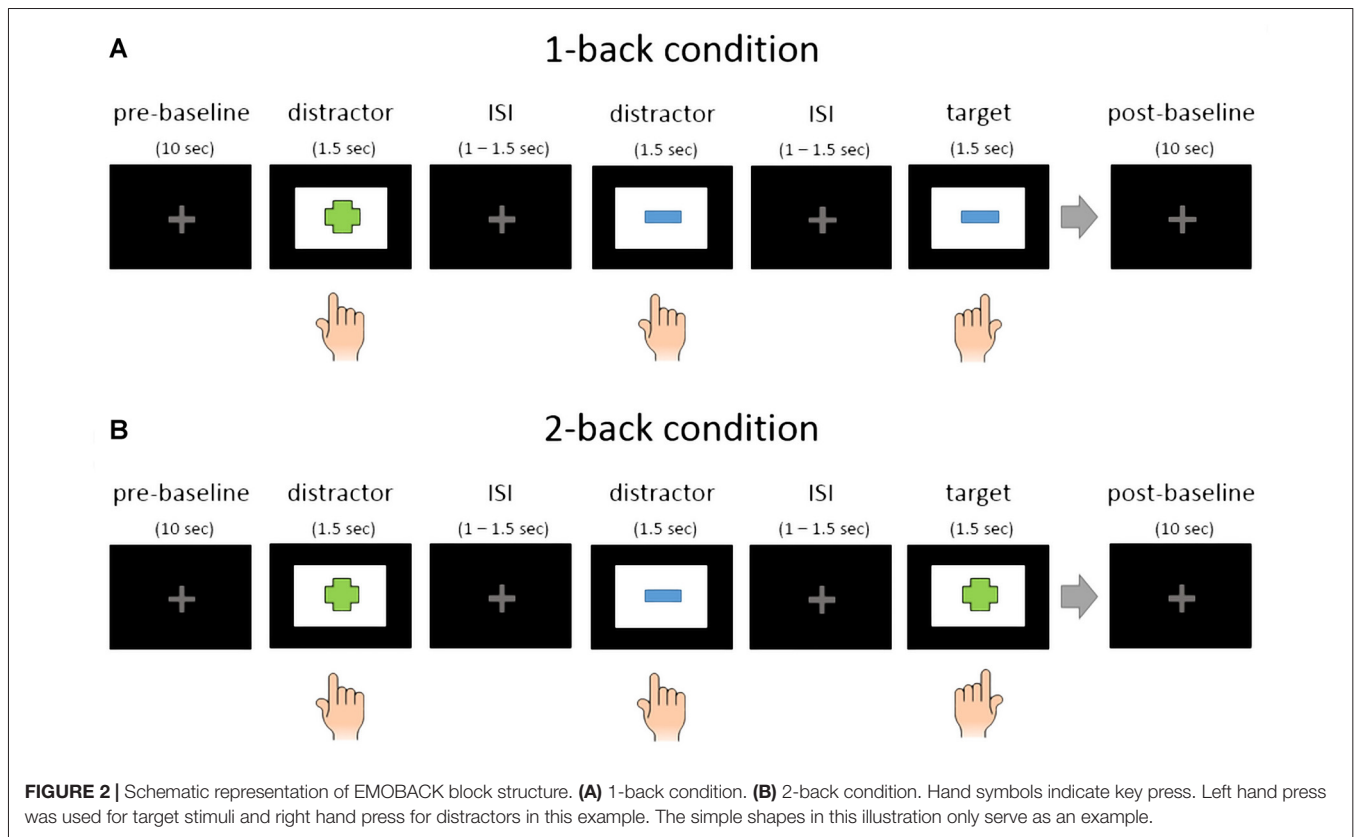 A
1-back condition
pre-baseline distractor ISI distractor ISI target post-baseline
(10 sec) (1.5 sec) (1 – 1.5 sec) (1.5 sec) (1 – 1.5 sec) (1.5 sec) (10 sec)
B
2-back condition
pre-baseline distractor ISI distractor ISI target post-baseline
(10 sec) (1.5 sec) (1 – 1.5 sec) (1.5 sec) (1 – 1.5 sec) (1.5 sec) (10 sec)
FIGURE 2 | Schematic representation of EMOBACK block structure. (A) 1-back condition. (B) 2-back condition. Hand symbols indicate key press. Left hand press
was used for target stimuli and right hand press for distractors in this example. The simple shapes in this illustration only serve as an example.